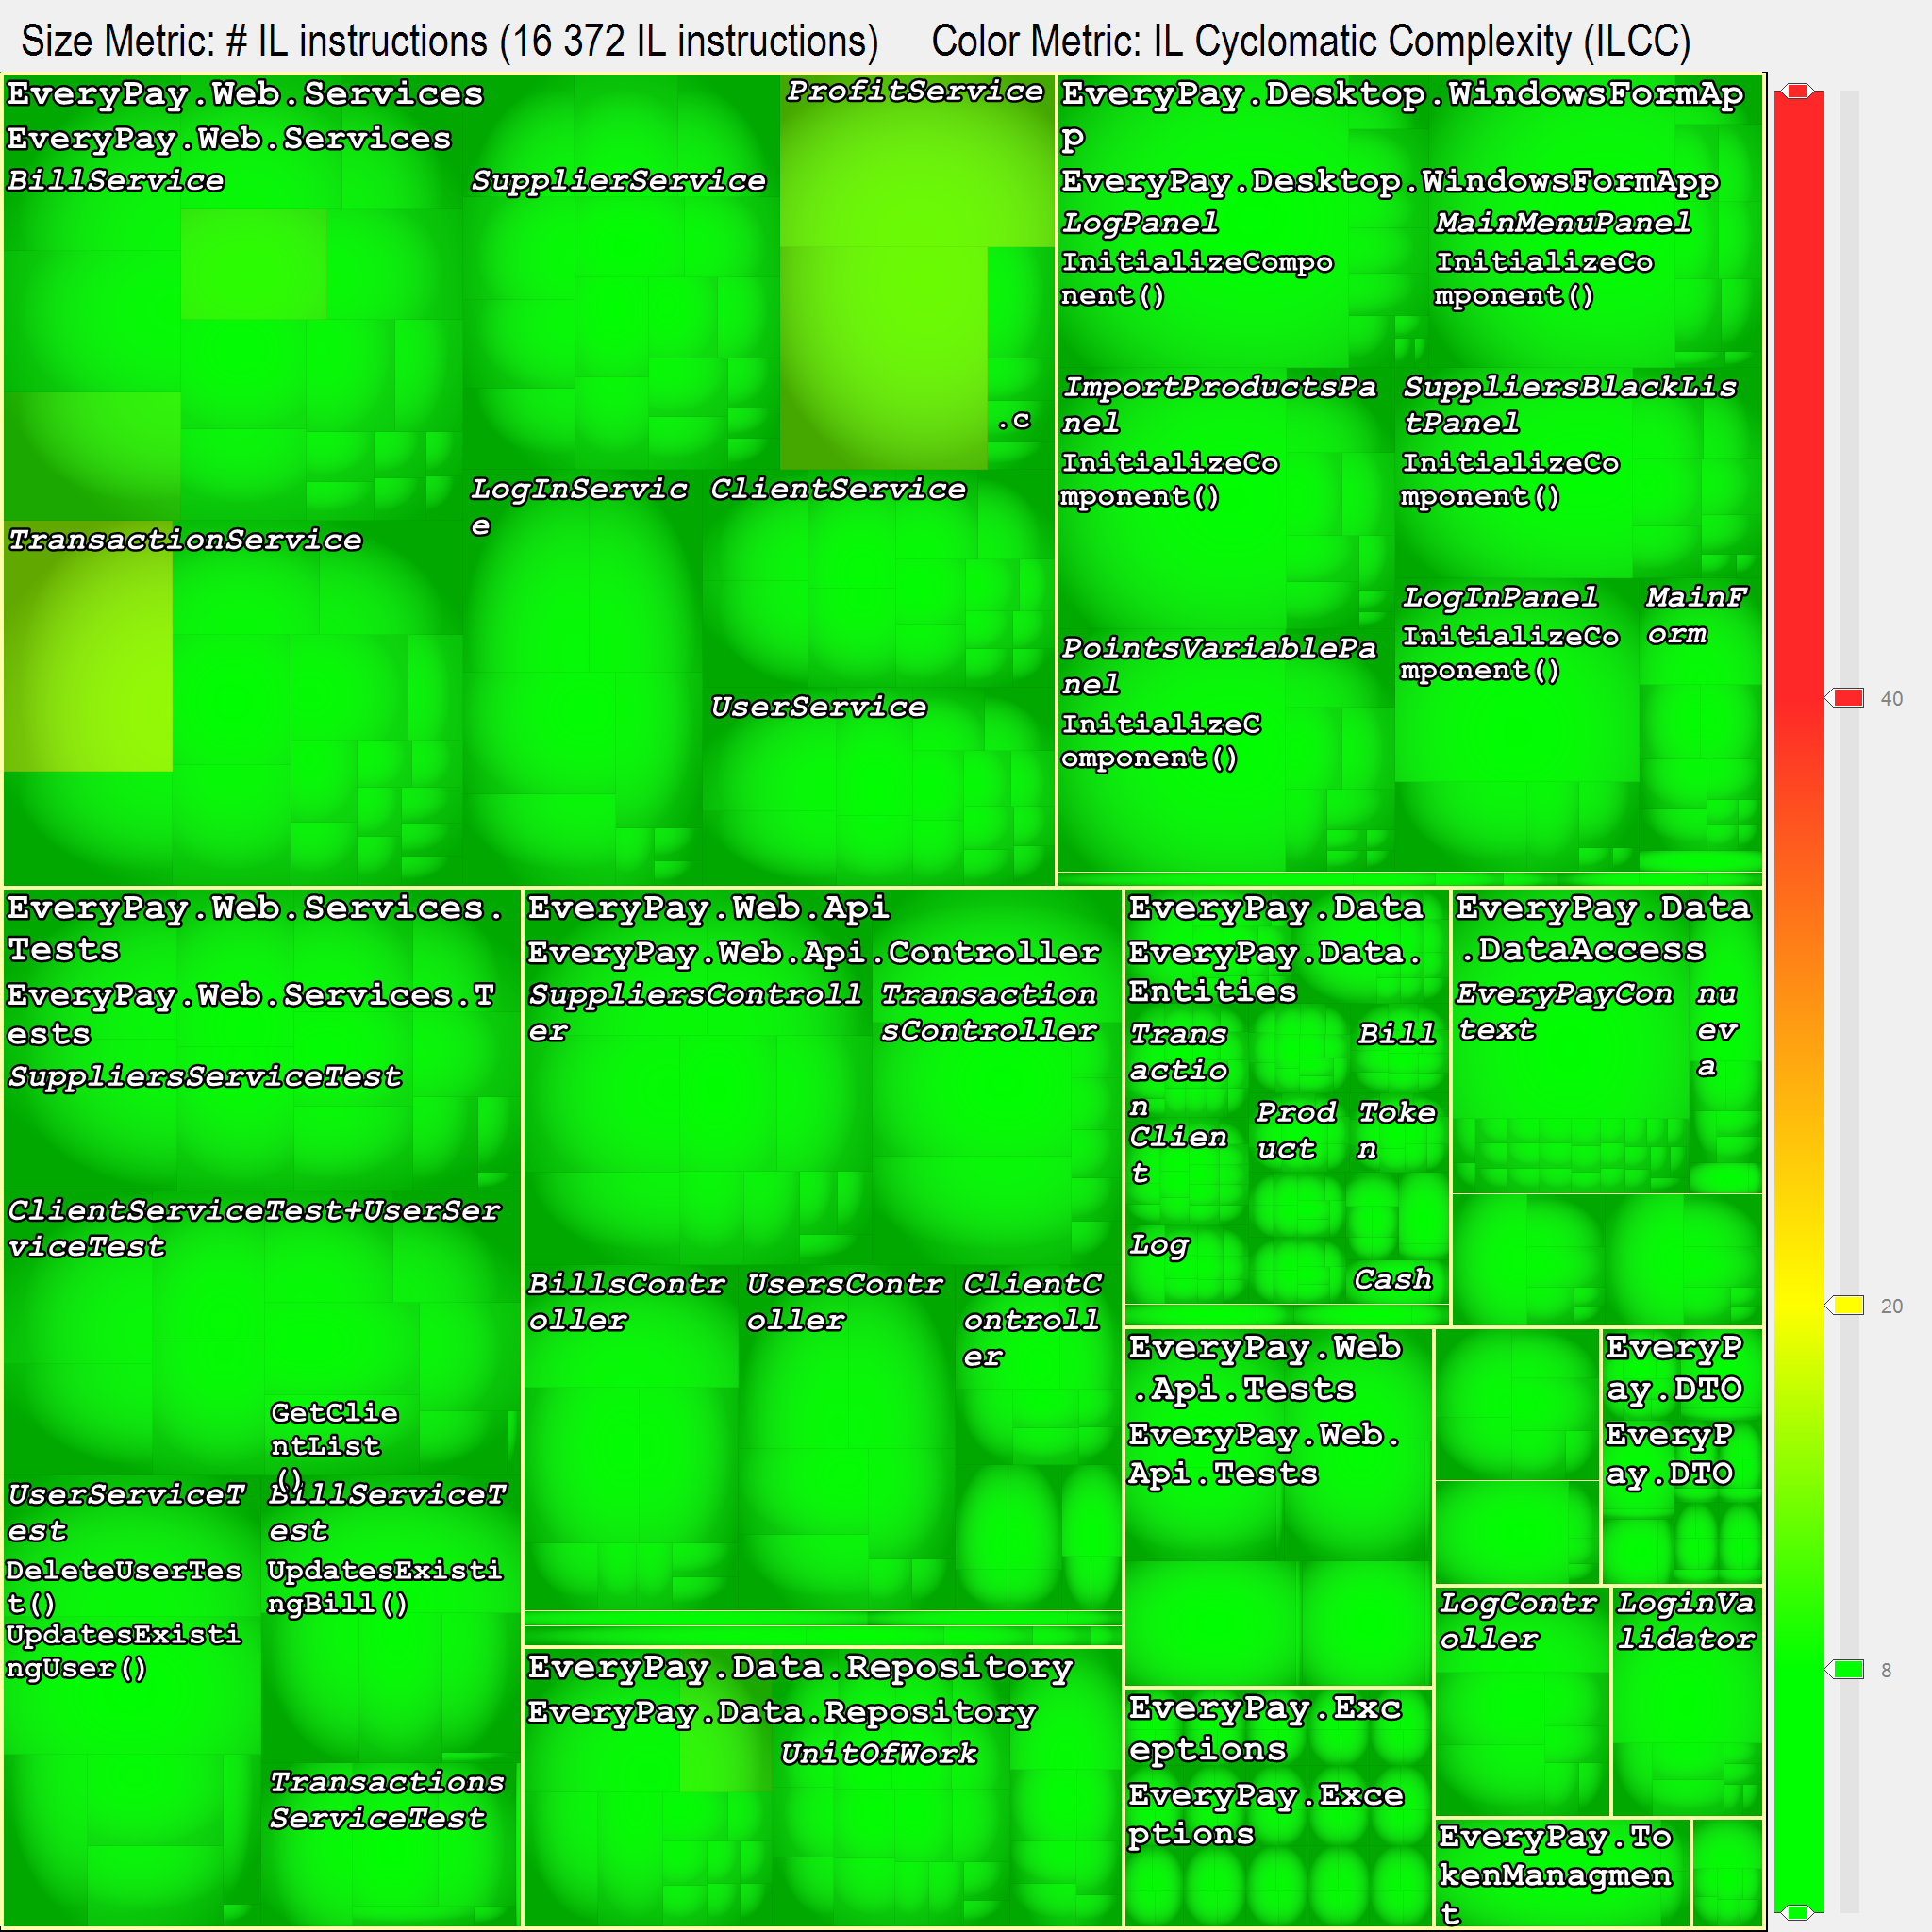 Size Metric: # IL instructions (16 372 IL instructions)
Color Metric: IL Cyclomatic Complexity (ILCC)
EveryPay.Web.Services
EveryPay.Web.Services
BillService
SupplierService
ProfitService
.c
TransactionService
LogInServic
e
ClientService
UserService
EveryPay.Desktop.WindowsFormAp
p
EveryPay.Desktop.WindowsFormApp
LogPanel
InitializeCompo
nent()
MainMenuPanel
InitializeCo
mponent()
ImportProductsPa
nel
InitializeCo
mponent()
SuppliersBlackLis
tPanel
InitializeCo
mponent()
PointsVariablePa
nel
InitializeC
omponent()
LogInPanel
InitializeCo
mponent()
MainF
orm
40
20
8
EveryPay.Web.Services.
Tests
EveryPay.Web.Services.T
ests
SuppliersServiceTest
ClientServiceTest+UserSer
viceTest
GetClie
ntList
()
UserServiceT
est
DeleteUserTes
t()
UpdatesExisti
ngUser()
BillServiceT
est
UpdatesExisti
ngBill()
Transactions
ServiceTest
EveryPay.Web.Api
EveryPay.Web.Api.Controller
SuppliersControll
er
Transaction
sController
BillsContr
oller
UsersContr
oller
ClientC
ontroll
er
EveryPay.Data.Repository
EveryPay.Data.Repository
UnitOfWork
EveryPay.Data
EveryPay.Data.
Entities
Trans
actio
n
Bill
Clien
t
Prod
uct
Toke
n
Log
Cash
EveryPay.Data
.DataAccess
EveryPayCon
text
nu
ev
a
EveryPay.Web
.Api.Tests
EveryPay.Web.
Api.Tests
EveryP
ay.DTO
EveryP
ay.DTO
LogContr
oller
LoginVa
lidator
EveryPay.Exc
eptions
EveryPay.Exce
ptions
EveryPay.To
kenManagmen
t